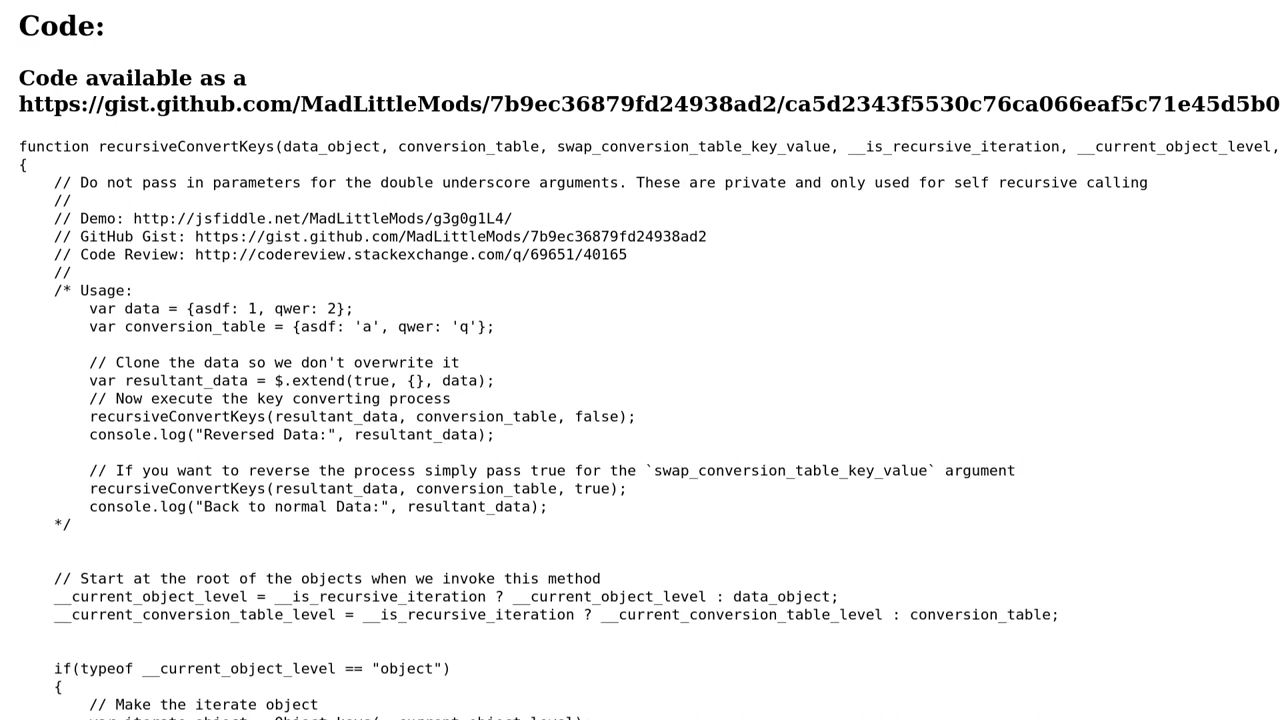 Code:
Code available as a
https://gist.github.com/MadLittleMods/7b9ec36879fd24938ad2/ca5d2343f5530c76ca066eaf5c71e45d5b0
function recursiveConvertKeys(data_object, conversion_table, swap_conversion_table_key_value, __is_recursive_iteration, __current_object_level,
{
    // Do not pass in parameters for the double underscore arguments. These are private and only used for self recursive calling
    //
    // Demo: http://jsfiddle.net/MadLittleMods/g3g0g1L4/
    // GitHub Gist: https://gist.github.com/MadLittleMods/7b9ec36879fd24938ad2
    // Code Review: http://codereview.stackexchange.com/q/69651/40165
    //
    /* Usage:
        var data = {asdf: 1, qwer: 2};
        var conversion_table = {asdf: 'a', qwer: 'q'};
        // Clone the data so we don't overwrite it
        var resultant_data = $.extend(true, {}, data);
        // Now execute the key converting process
        recursiveConvertKeys(resultant_data, conversion_table, false);
        console.log("Reversed Data:", resultant_data);
        // If you want to reverse the process simply pass true for the `swap_conversion_table_key_value` argument
        recursiveConvertKeys(resultant_data, conversion_table, true);
        console.log("Back to normal Data:", resultant_data);
    */
    // Start at the root of the objects when we invoke this method
    __current_object_level = __is_recursive_iteration ? __current_object_level : data_object;
    __current_conversion_table_level = __is_recursive_iteration ? __current_conversion_table_level : conversion_table;
    if(typeof __current_object_level == "object")
    {
        // Make the iterate object
        var iterate_object = Object.keys(__current_object_level);